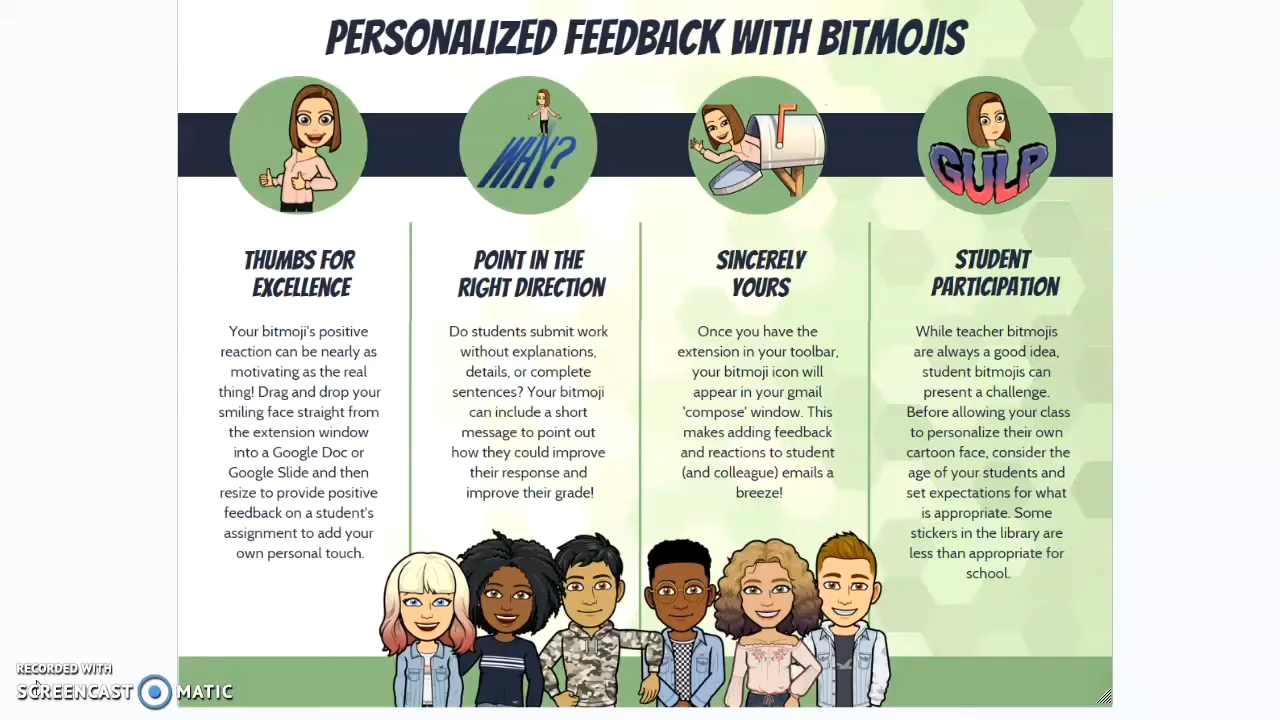 PERSONALIZED FEEDBACK WITH BITMOJIS
WHY?
GULP
THUMBS FOR
EXCELLENCE
Your bitmoji's positive
reaction can be nearly as
motivating as the real
thing! Drag and drop your
smiling face straight from
the extension window
into a Google Doc or
Google Slide and then
resize to provide positive
feedback on a student's
assignment to add your
own personal touch.
POINT IN THE
RIGHT DIRECTION
Do students submit work
without explanations,
details, or complete
sentences? Your bitmoji
can include a short
message to point out
how they could improve
their response and
improve their grade!
SINCERELY
YOURS
Once you have the
extension in your toolbar,
your bitmoji icon will
appear in your gmail
'compose' window. This
makes adding feedback
and reactions to student
(and colleague) emails a
breeze!
STUDENT
PARTICIPATION
While teacher bitmojis
are always a good idea,
student bitmojis can
present a challenge.
Before allowing your class
to personalize their own
cartoon face, consider the
age of your students and
set expectations for what
is appropriate. Some
stickers in the library are
less than appropriate for
school.
RECORDED WITH
SCREENCAST MATIC